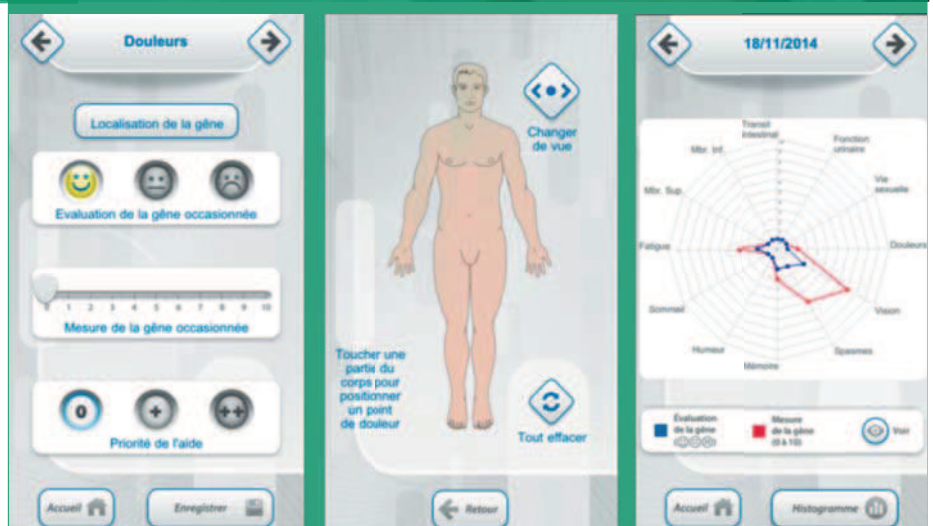 Douleurs
Localisation de la gêne
Evaluation de la gêne occasionnée
0 1 2 3 4 5 6 7 8 9 10
Mesure de la gêne occasionnée
0 + ++
Priorité de l'aide
Accueil
Enregistrer
Changer
de vue
Toucher une
partie du
corps pour
positionner
un point
de douleur
Tout effacer
Retour
18/11/2014
Transit
intestinal
Fonction
urinaire
Mbr. Inf.
Vie
sexuelle
Mbr. Sup.
Fatigue
Douleurs
Sommeil
Vision
Humeur
Spasmes
Mémoire
Évaluation
de la gêne
Mesure
de la gêne
(0 à 10)
Voir
Accueil
Histogramme